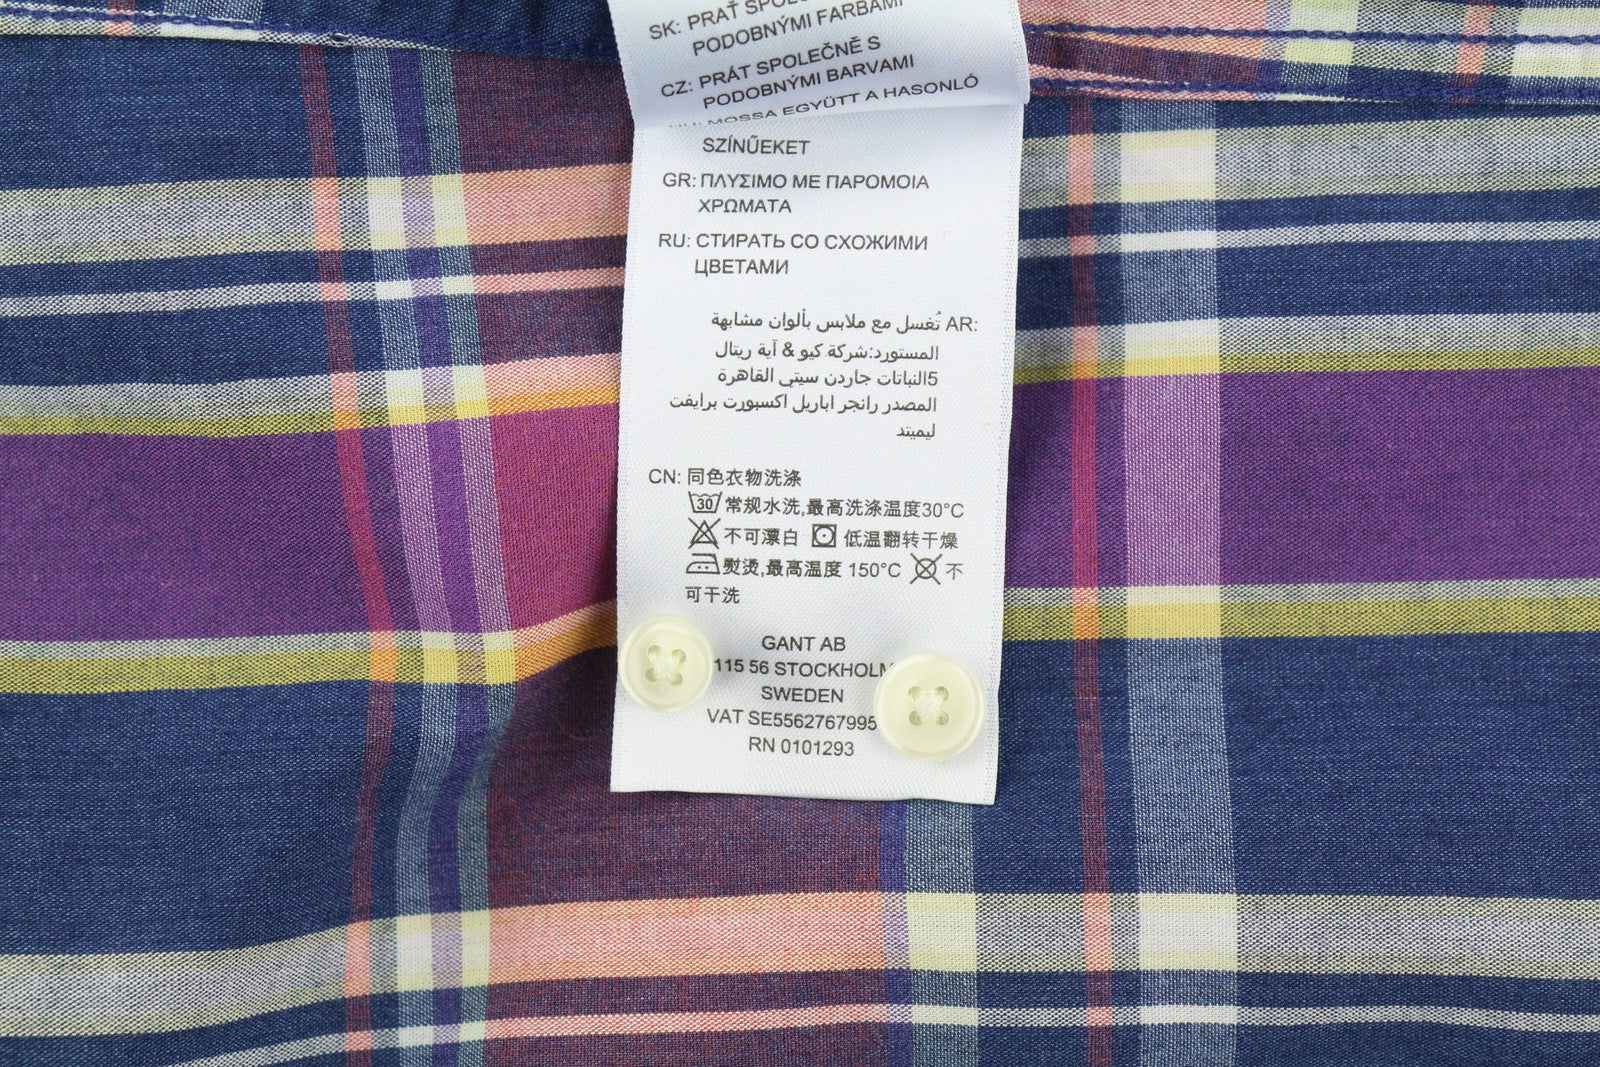 SK: PRAŤ
PODOBNÝMI FARBAMI
CZ: PRÁT SPOLEČNĚ S
PODOBNÝMI BARVAMI
MOSSA EGYÜTT A HASONLÓ
SZÍNŰEKET
GR: ΠΛΥΣΙΜΟ ΜΕ ΠΑΡΟΜΟΙΑ
ΧΡΩΜΑΤΑ
RU: СТИРАТЬ СО СХОЖИМИ
ЦВЕТАМИ
AR: تُغسل مع ملابس بألوان مشابهة
المستورد:شركة كيو & آية ريتال
5النباتات جاردن سيتي القاهرة
المصدر رانجر اباريل اكسبورت برايفت
ليميتد
CN: 同色衣物洗涤
30 常规水洗,最高洗涤温度30°C
不可漂白 低温翻转干燥
熨烫,最高温度 150°C 不
可干洗
GANT AB
115 56 STOCKHOLM
SWEDEN
VAT SE5562767995
RN 0101293